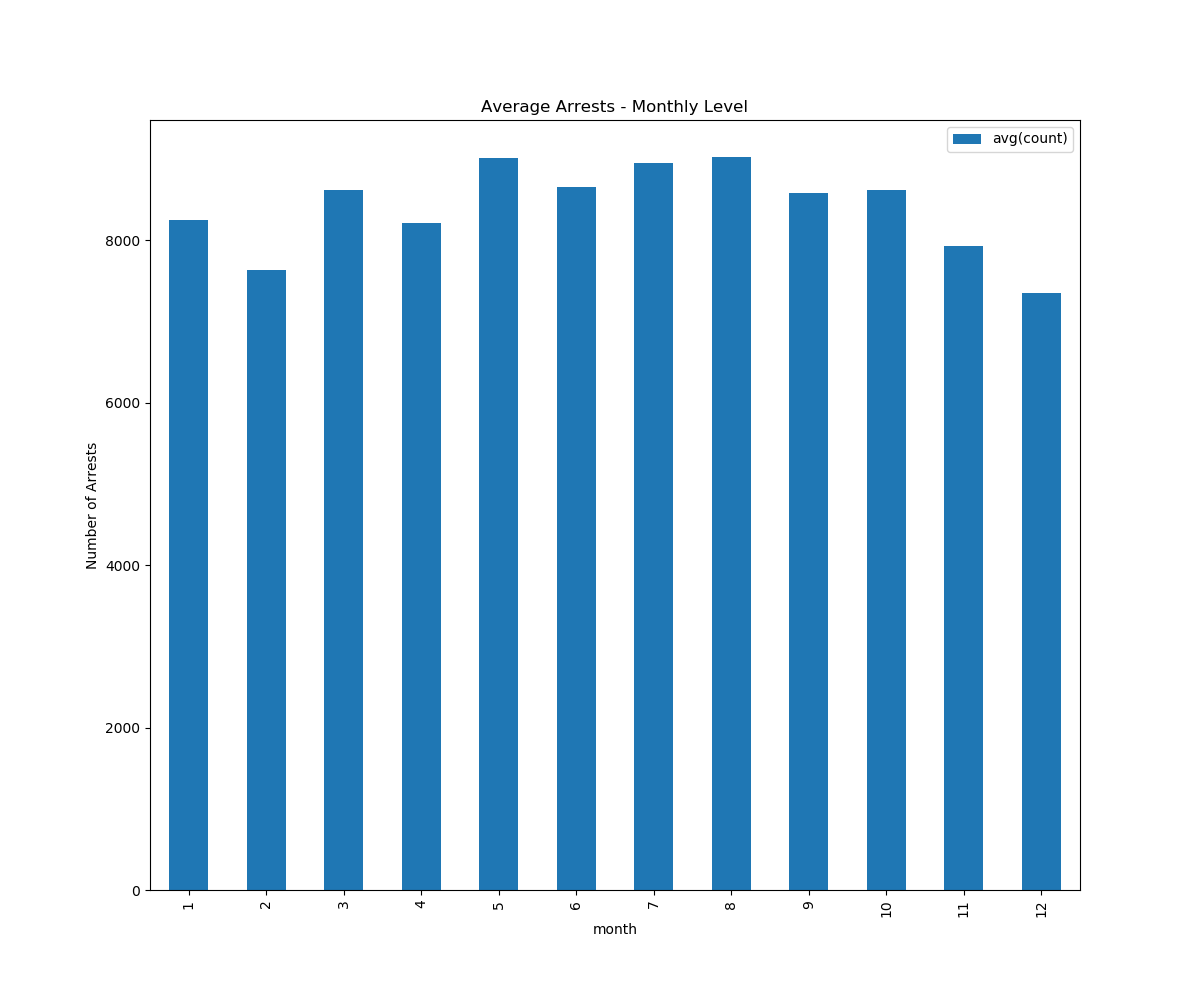 Average Arrests - Monthly Level
avg(count)
8000
6000
4000
2000
0
Number of Arrests
1 2 3 4 5 6 7 8 9 10 11 12
month